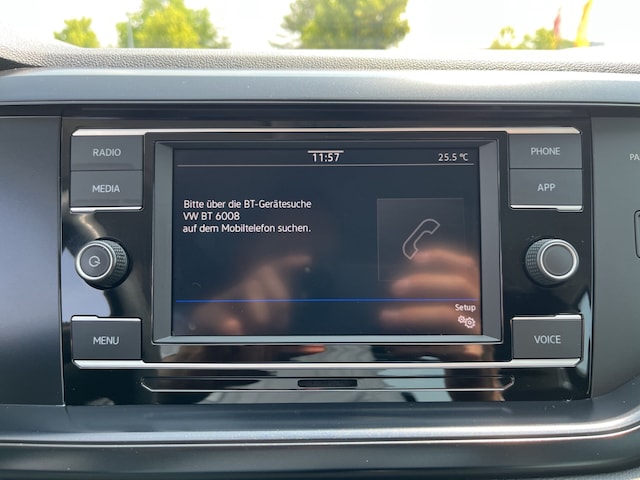 RADIO
MEDIA
MENU
11:57
25.5 °C
Bitte über die BT-Gerätesuche
VW BT 6008
auf dem Mobiltelefon suchen.
Setup
PHONE
APP
VOICE